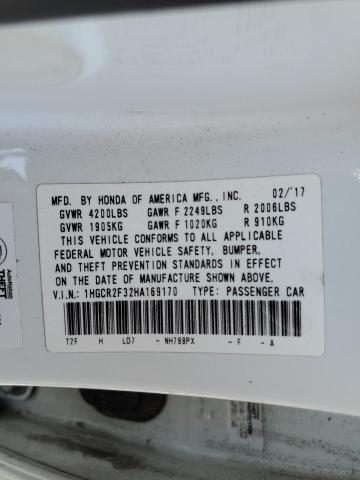 MFD. BY HONDA OF AMERICA MFG., INC. 02/'17
GVWR 4200LBS GAWR F 2249LBS R 2006LBS
GVWR 1905KG GAWR F 1020KG R 910KG
THIS VEHICLE CONFORMS TO ALL APPLICABLE
FEDERAL MOTOR VEHICLE SAFETY, BUMPER,
AND THEFT PREVENTION STANDARDS IN EFFECT
ON THE DATE OF MANUFACTURE SHOWN ABOVE.
V.I.N.: 1HGCR2F32HA169170 TYPE: PASSENGER CAR
T2F H LD7 - NH788PX - F - A
THEFT